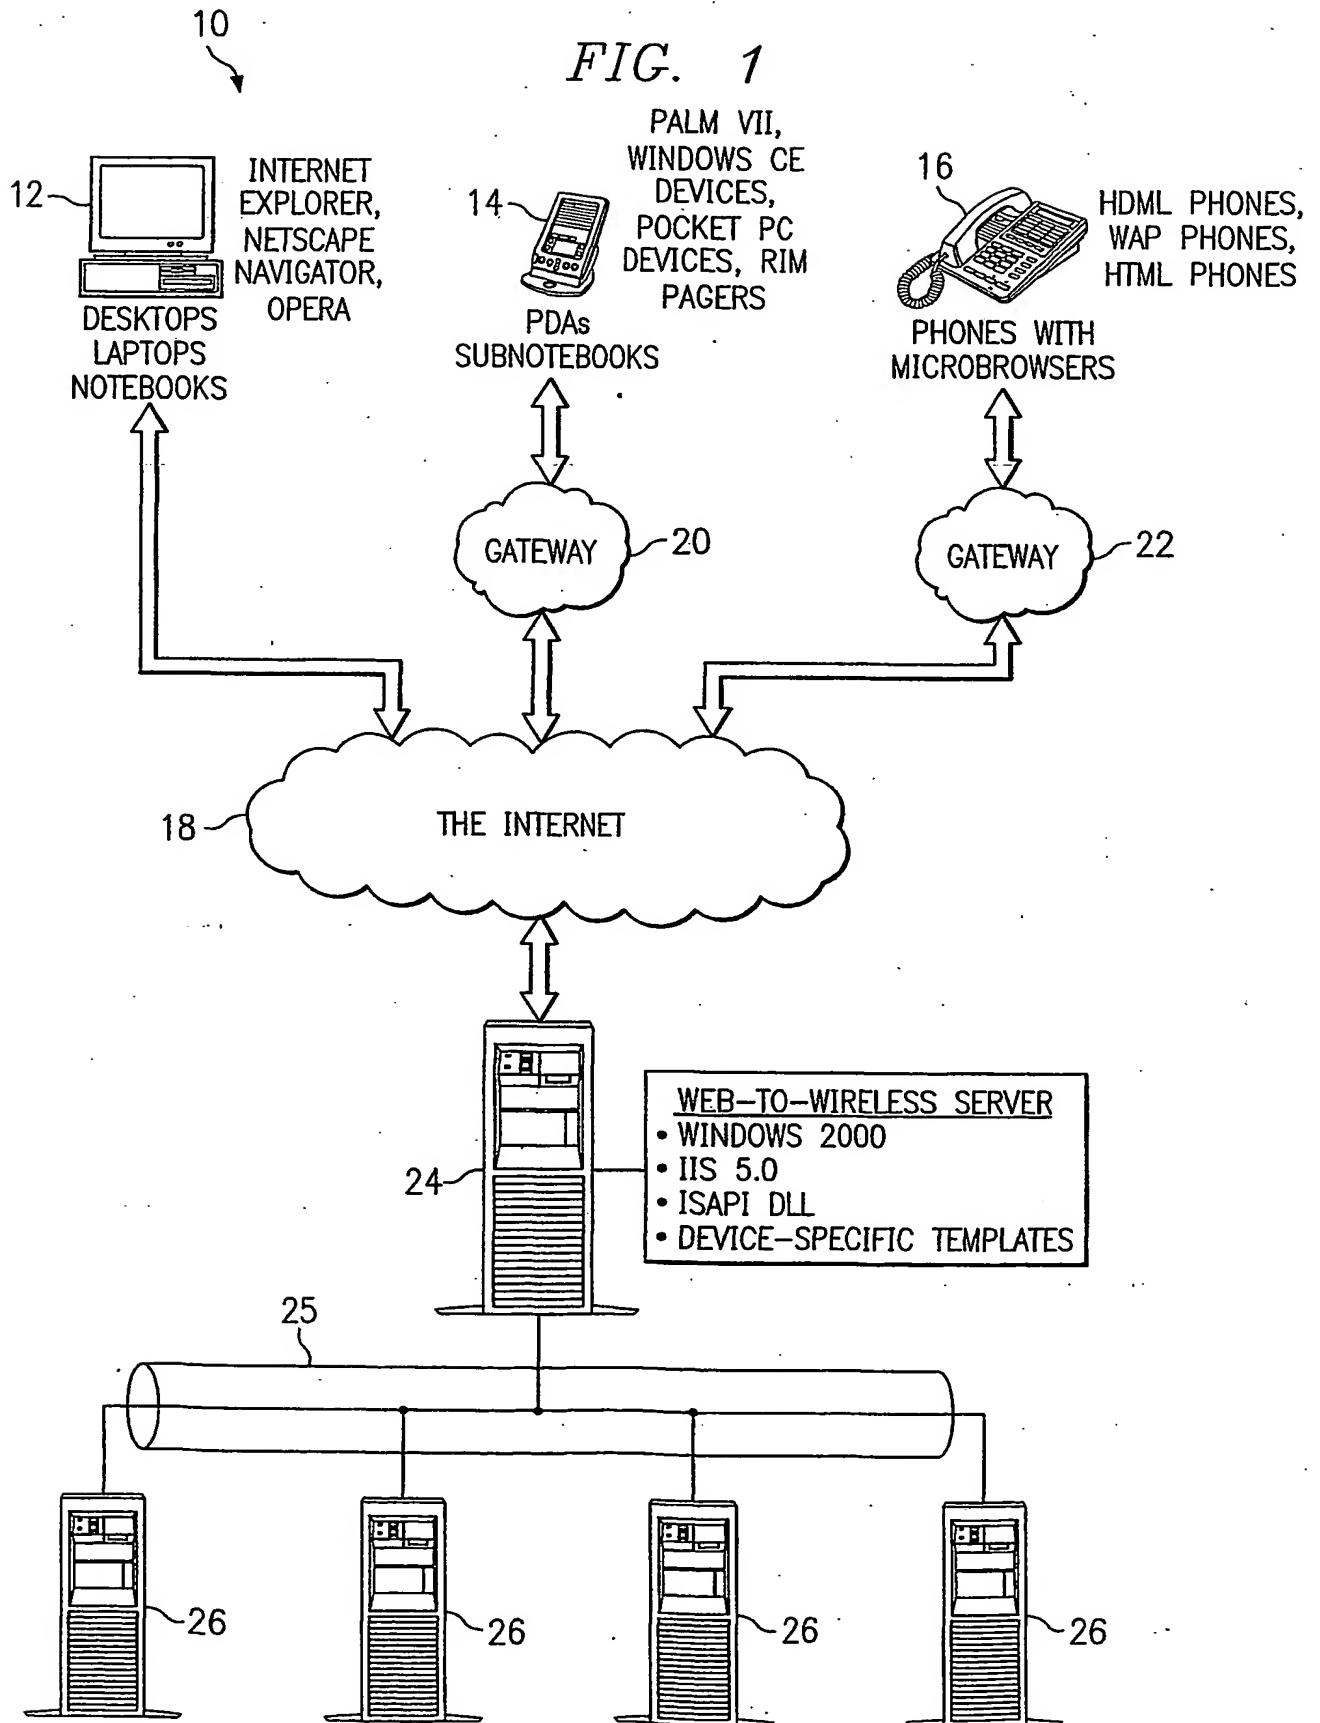 10
FIG. 1
12
INTERNET
EXPLORER,
NETSCAPE
NAVIGATOR,
OPERA
DESKTOPS
LAPTOPS
NOTEBOOKS
14
PALM VII,
WINDOWS CE
DEVICES,
POCKET PC
DEVICES, RIM
PAGERS
PDAs
SUBNOTEBOOKS
16
HDML PHONES,
WAP PHONES,
HTML PHONES
PHONES WITH
MICROBROWSERS
GATEWAY
20
GATEWAY
22
18
THE INTERNET
24
WEB-TO-WIRELESS SERVER
• WINDOWS 2000
• IIS 5.0
• ISAPI DLL
• DEVICE-SPECIFIC TEMPLATES
25
26
26
26
26